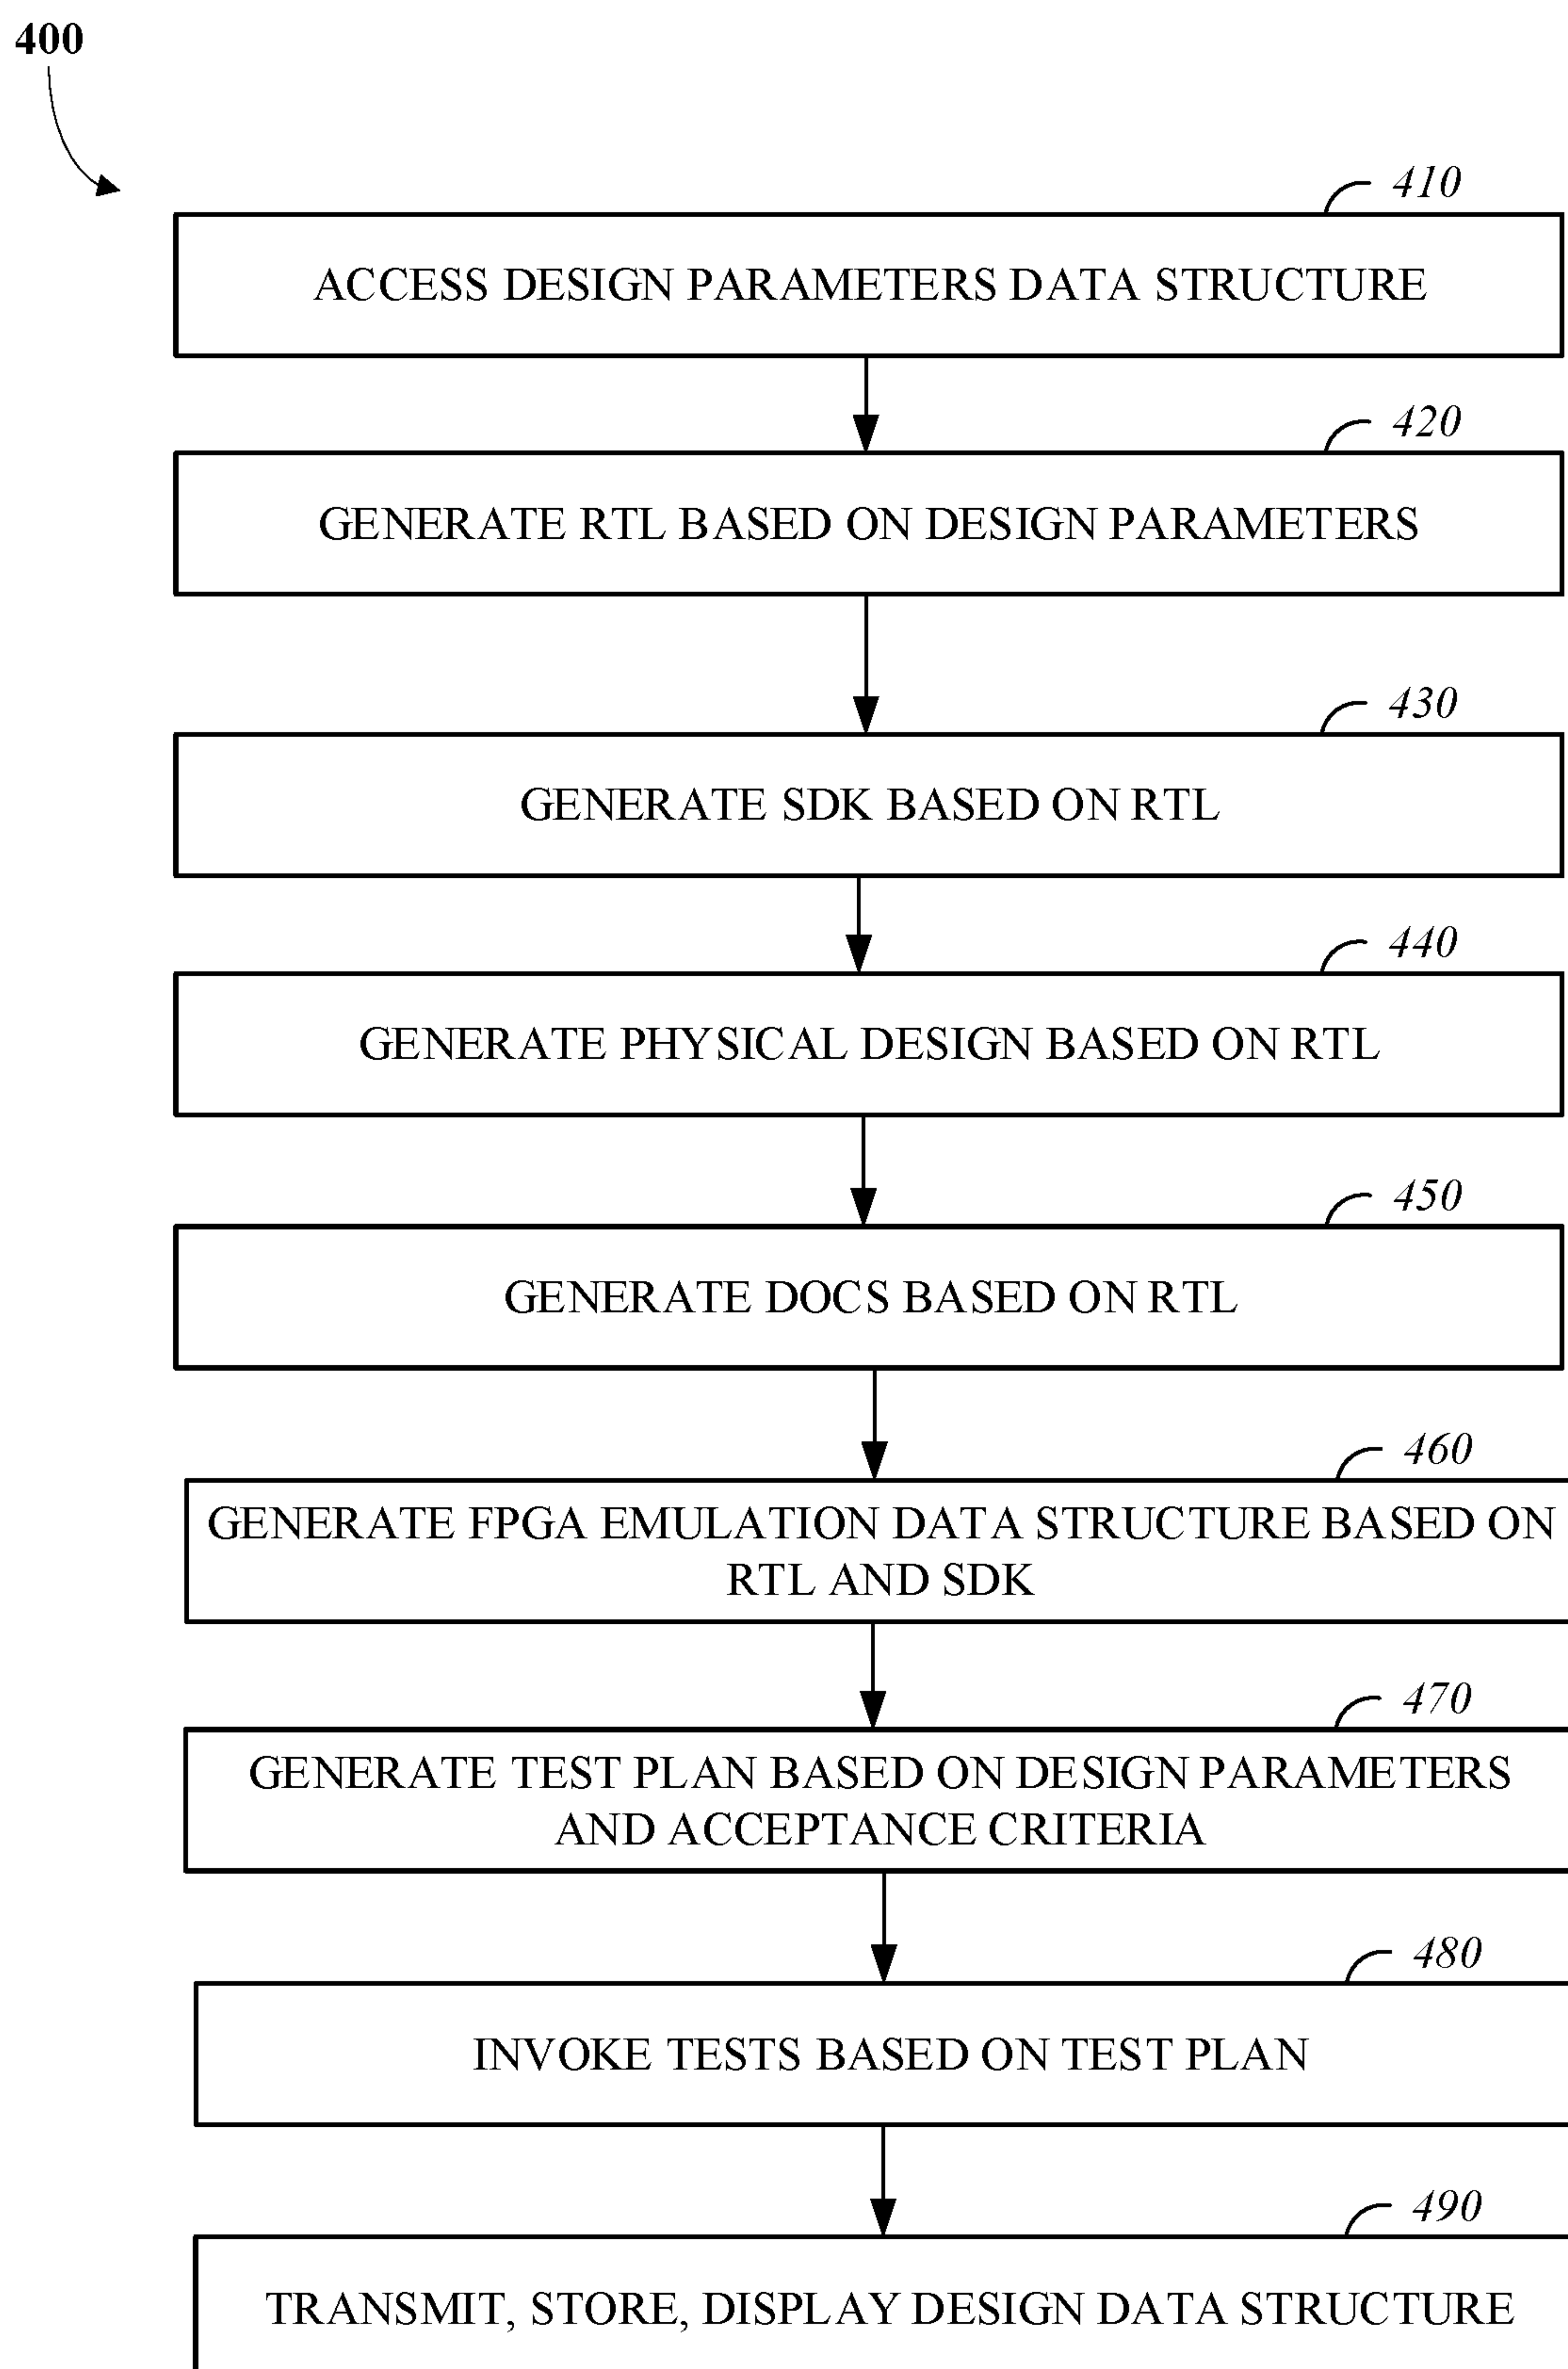 400
410
ACCESS DESIGN PARAMETERS DATA STRUCTURE
420
GENERATE RTL BASED ON DESIGN PARAMETERS
430
GENERATE SDK BASED ON RTL
440
GENERATE PHYSICAL DESIGN BASED ON RTL
450
GENERATE DOCS BASED ON RTL
460
GENERATE FPGA EMULATION DATA STRUCTURE BASED ON
RTL AND SDK
470
GENERATE TEST PLAN BASED ON DESIGN PARAMETERS
AND ACCEPTANCE CRITERIA
480
INVOKE TESTS BASED ON TEST PLAN
490
TRANSMIT, STORE, DISPLAY DESIGN DATA STRUCTURE